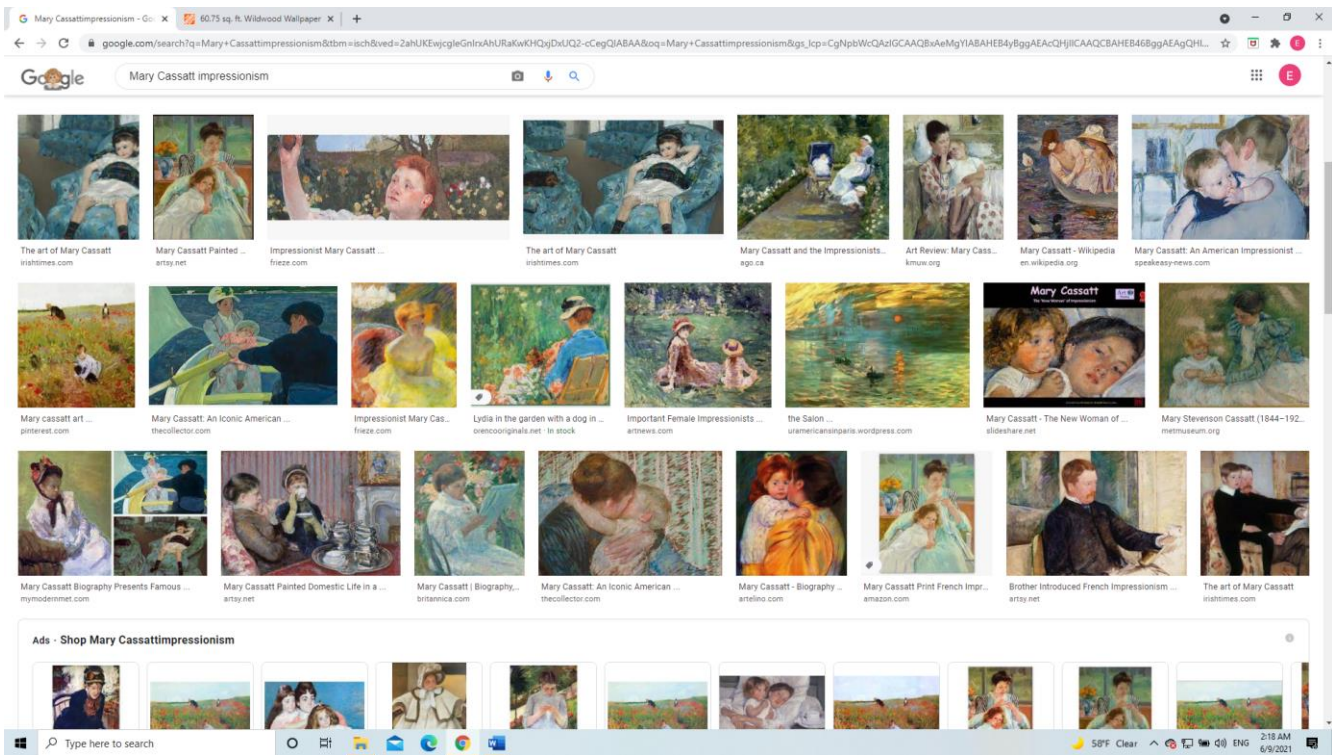 Mary Cassattimpressionism - Go
60.75 sq. ft. Wildwood Wallpaper
google.com/search?q=Mary+Cassattimpressionism&tbm=isch&ved=2ahUKEwjcgIeGnIrxAhURaKwKHQxjDxUQ2-cCegQIABAA&oq=Mary+Cassattimpressionism&gs_lcp=CgNpbWcQAzIGCAAQBxAeMgYIABAHEB4yBggAEAcQHjIICAAQCBAHEB46BggAEAgQHI...
E
Google
Mary Cassatt impressionism
E
The art of Mary Cassatt
irishtimes.com
Mary Cassatt Painted ...
artsy.net
Impressionist Mary Cassatt ...
frieze.com
The art of Mary Cassatt
irishtimes.com
Mary Cassatt and the Impressionists...
ago.ca
Art Review: Mary Cass...
kmuw.org
Mary Cassatt - Wikipedia
en.wikipedia.org
Mary Cassatt: An American Impressionist ...
speakeasy-news.com
Mary Cassatt
The 'New Woman' of Impressionism
Mary cassatt art ...
pinterest.com
Mary Cassatt: An Iconic American ...
thecollector.com
Impressionist Mary Cas...
frieze.com
Lydia in the garden with a dog in ...
orencooriginals.net · In stock
Important Female Impressionists ...
artnews.com
the Salon ...
uramericansinparis.wordpress.com
Mary Cassatt - The New Woman of ...
slideshare.net
Mary Stevenson Cassatt (1844–192...
metmuseum.org
Mary Cassatt Biography Presents Famous ...
mymodernmet.com
Mary Cassatt Painted Domestic Life in a ...
artsy.net
Mary Cassatt | Biography,...
britannica.com
Mary Cassatt: An Iconic American ...
thecollector.com
Mary Cassatt - Biography ...
artelino.com
Mary Cassatt Print French Impr...
amazon.com
Brother Introduced French Impressionism ...
artsy.net
The art of Mary Cassatt
irishtimes.com
Ads · Shop Mary Cassattimpressionism
Type here to search
58°F Clear
ENG
2:18 AM
6/9/2021